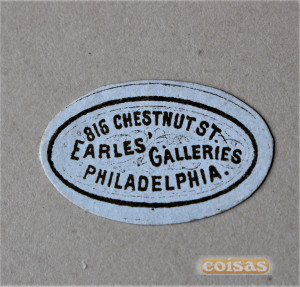 816 CHESTNUT ST.
EARLES' GALLERIES
PHILADELPHIA
coisas